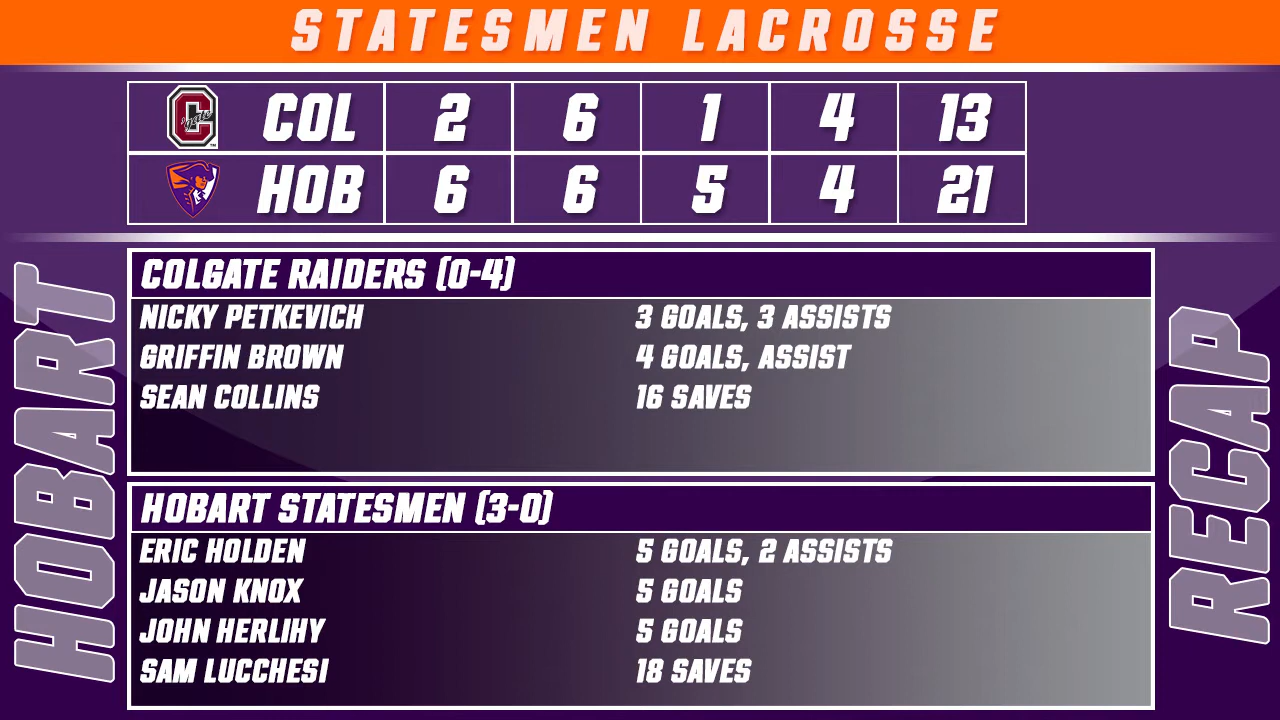 STATESMEN LACROSSE
COL 2 6 1 4 13
HOB 6 6 5 4 21
HOBART
COLGATE RAIDERS (0-4)
NICKY PETKEVICH 3 GOALS, 3 ASSISTS
GRIFFIN BROWN 4 GOALS, ASSIST
SEAN COLLINS 16 SAVES
HOBART STATESMEN (3-0)
ERIC HOLDEN 5 GOALS, 2 ASSISTS
JASON KNOX 5 GOALS
JOHN HERLIHY 5 GOALS
SAM LUCCHESI 18 SAVES
RECAP